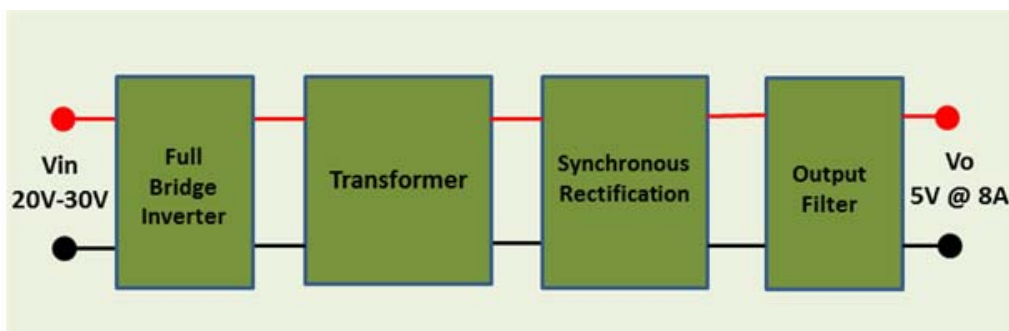 Vin
20V-30V
Full
Bridge
Inverter
Transformer
Synchronous
Rectification
Output
Filter
Vo
5V @ 8A